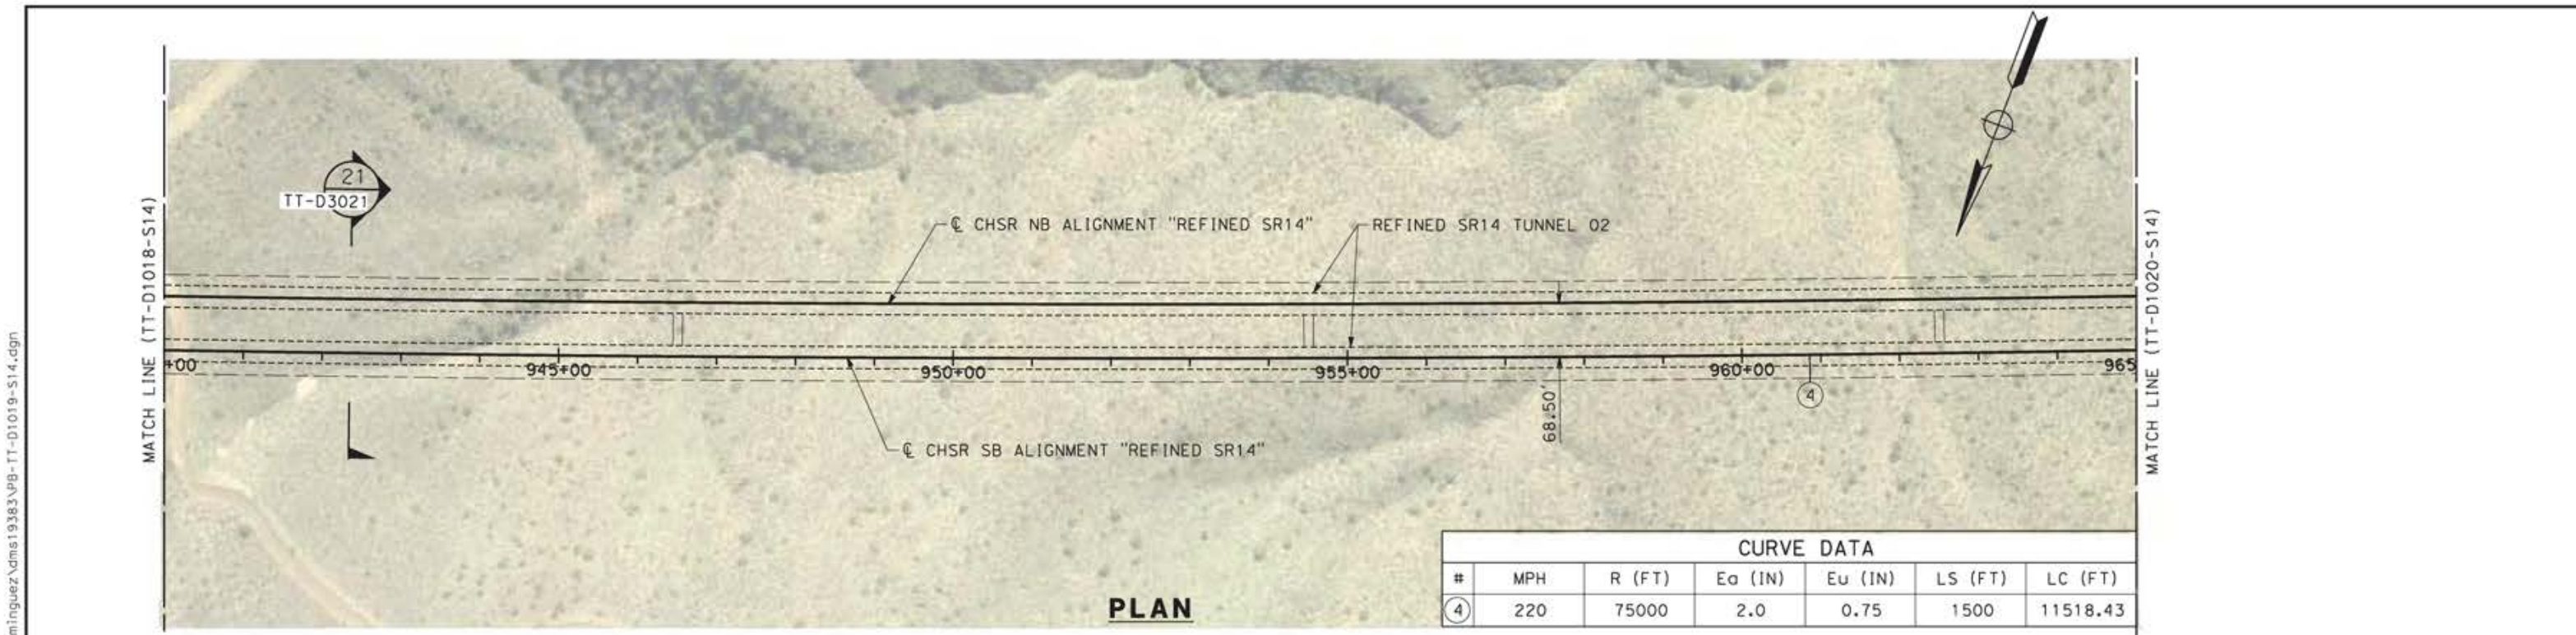 21
TT-D3021
MATCH LINE (TT-D1018-S14)
℄ CHSR NB ALIGNMENT "REFINED SR14"
REFINED SR14 TUNNEL 02
MATCH LINE (TT-D1020-S14)
+00
945+00
950+00
955+00
960+00
965
4
68.50'
℄ CHSR SB ALIGNMENT "REFINED SR14"
PLAN
CURVE DATA
# MPH R (FT) Ea (IN) Eu (IN) LS (FT) LC (FT)
4 220 75000 2.0 0.75 1500 11518.43
minguez\dms19383\PB-TT-D1019-S14.dgn